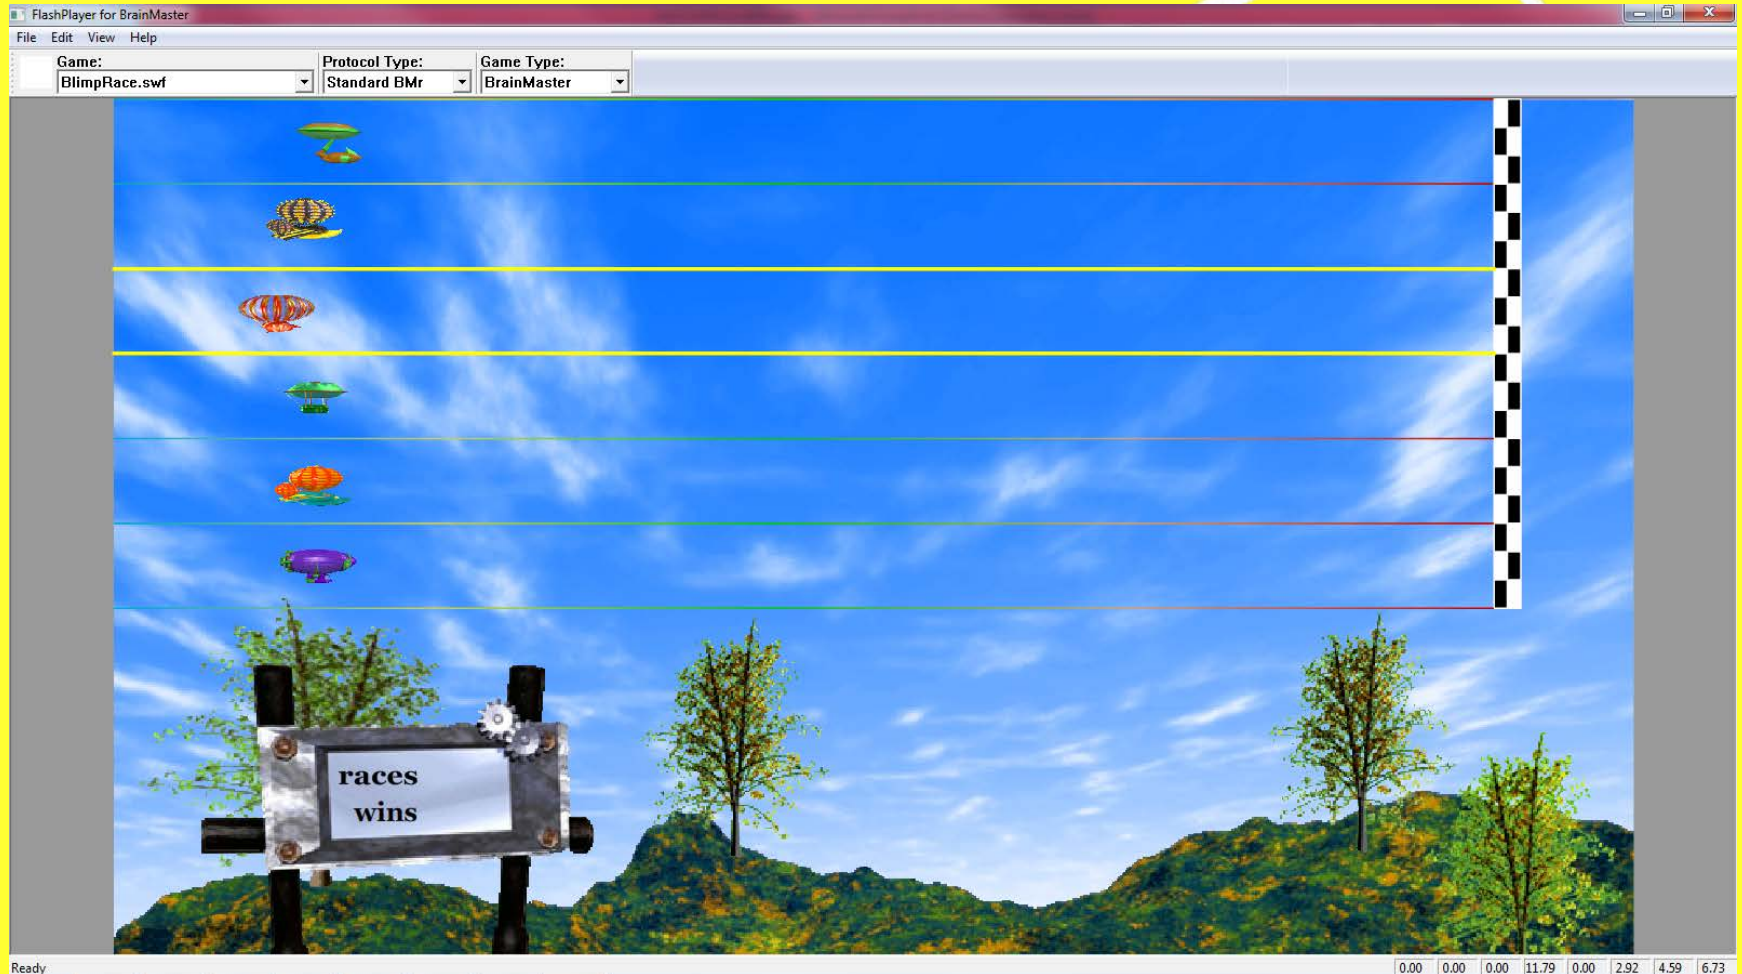 FlashPlayer for BrainMaster
File Edit View Help
Game: Protocol Type: Game Type:
BlimpRace.swf Standard BMr BrainMaster
races
wins
Ready 0.00 0.00 0.00 11.79 0.00 2.92 4.59 6.73